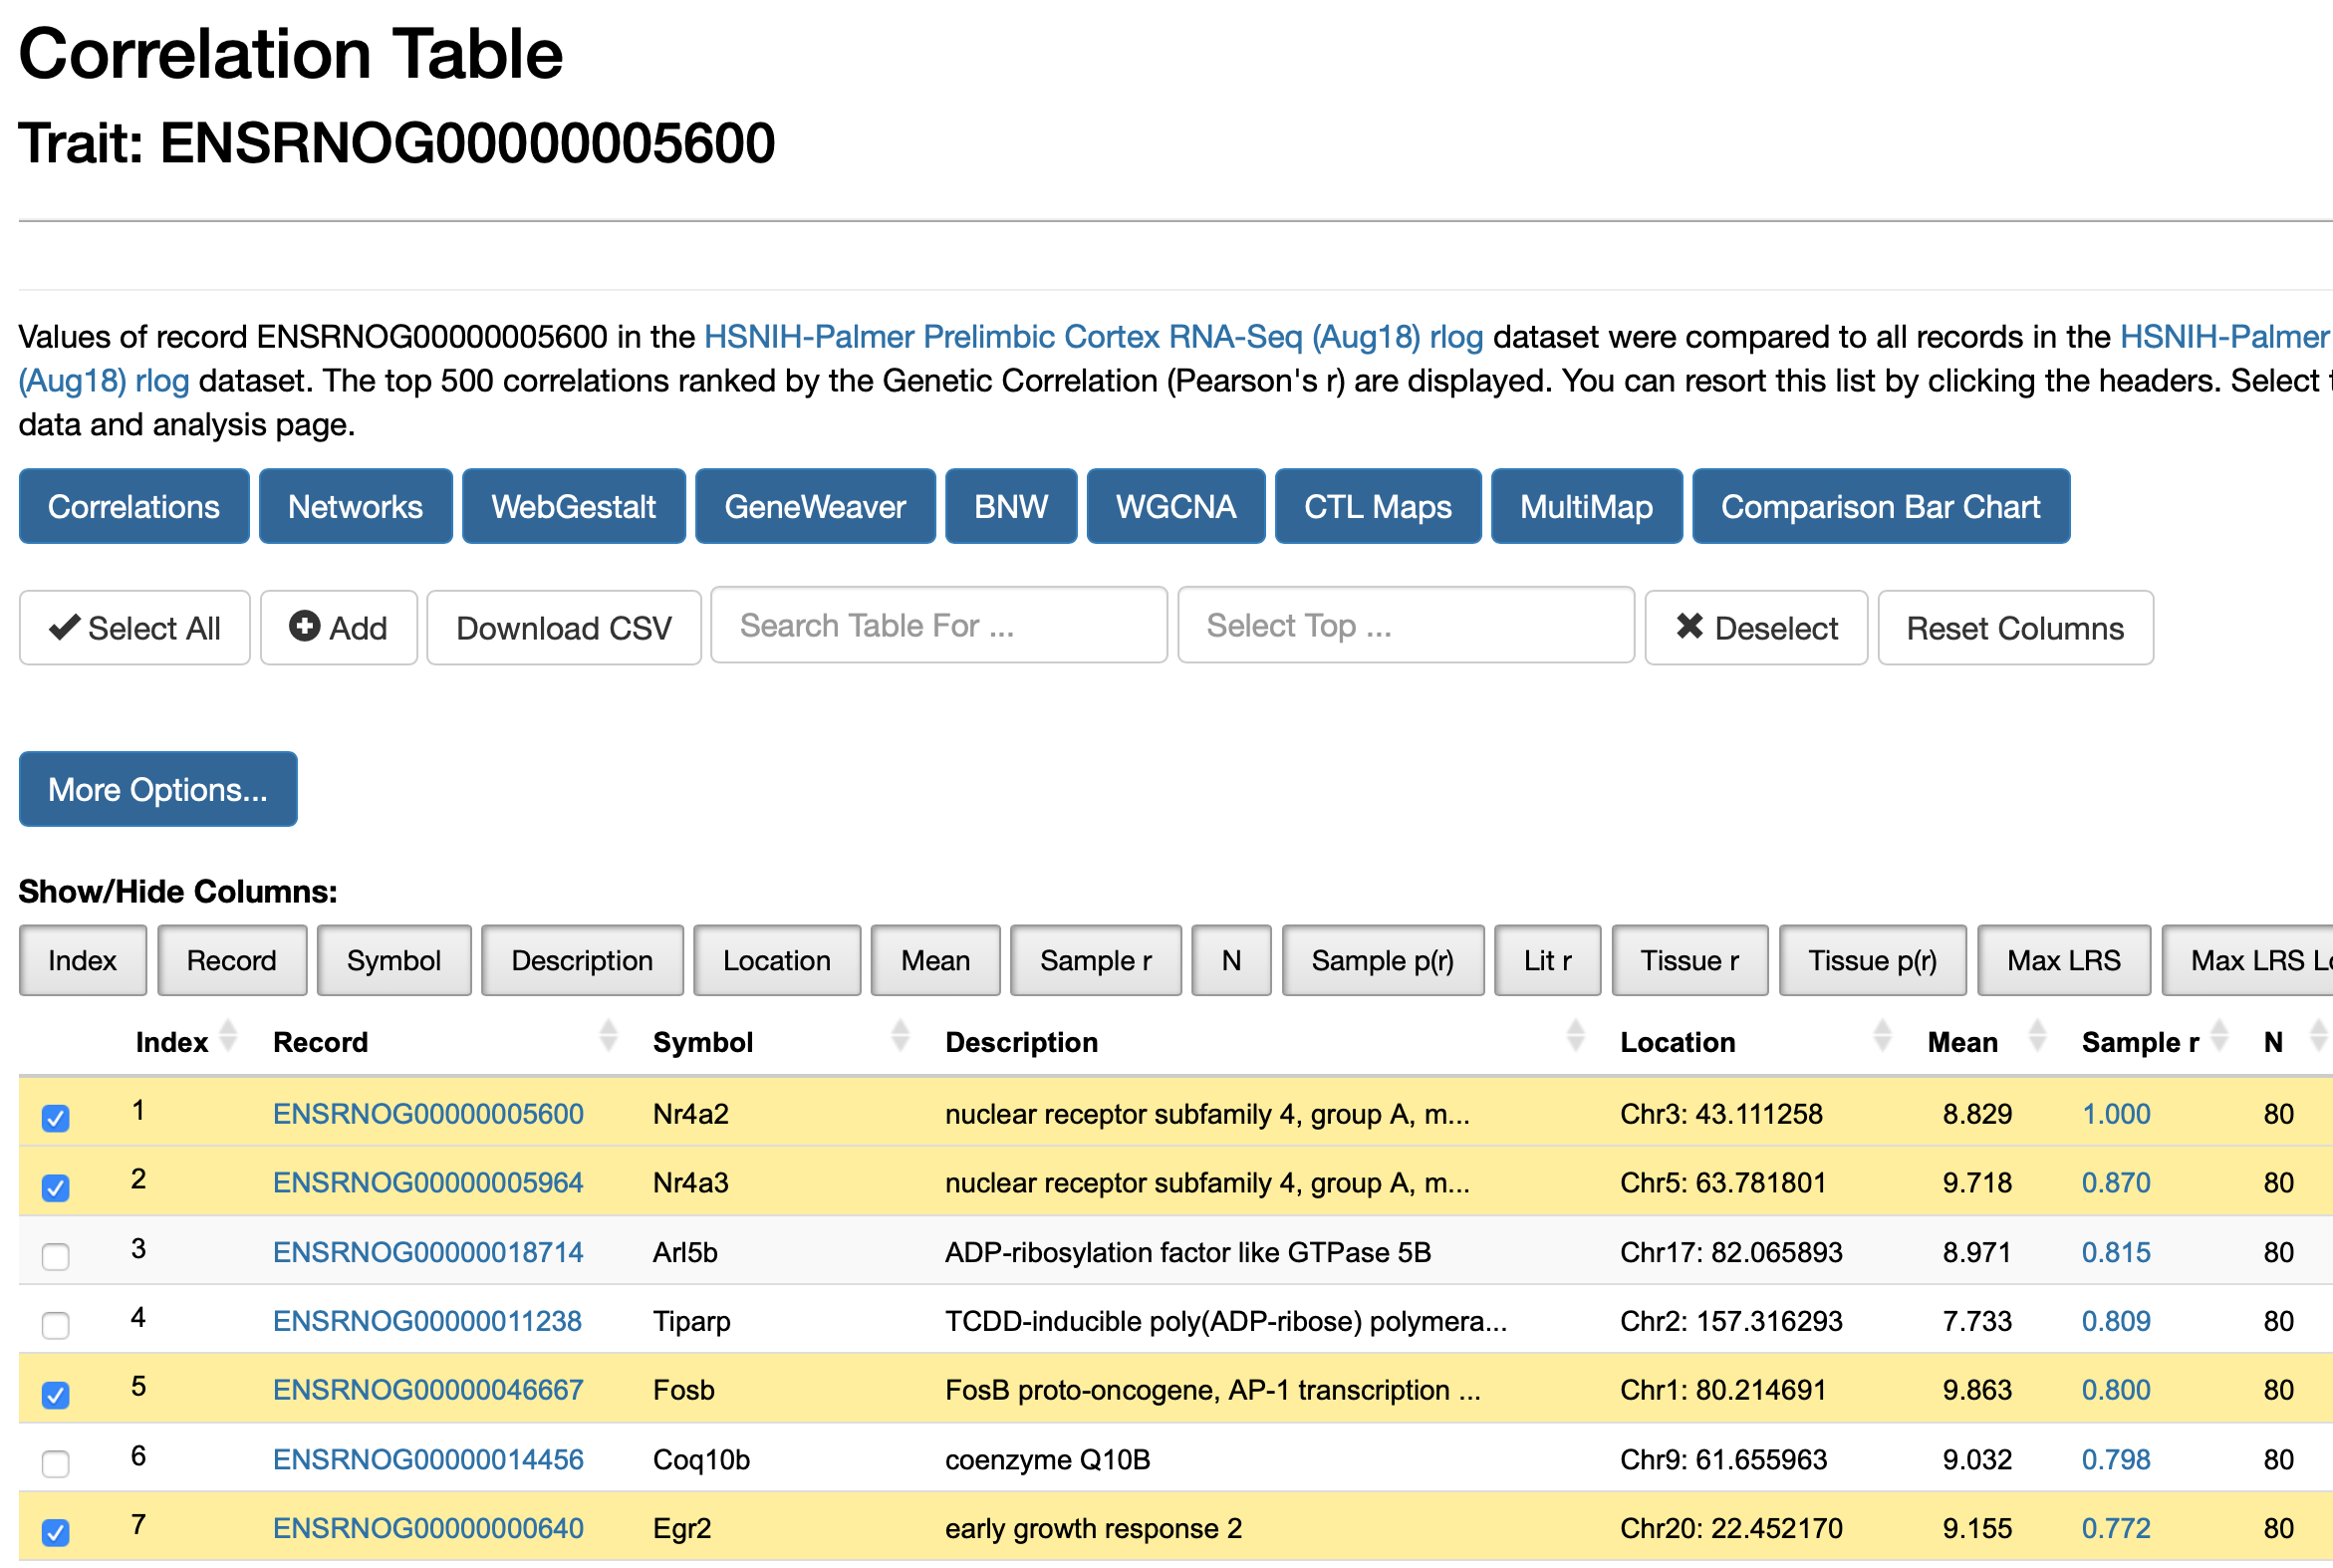 Correlation Table
Trait: ENSRNOG00000005600
Values of record ENSRNOG00000005600 in the HSNIH-Palmer Prelimbic Cortex RNA-Seq (Aug18) rlog dataset were compared to all records in the HSNIH-Palmer
(Aug18) rlog dataset. The top 500 correlations ranked by the Genetic Correlation (Pearson's r) are displayed. You can resort this list by clicking the headers. Select
data and analysis page.
Correlations Networks WebGestalt GeneWeaver BNW WGCNA CTL Maps MultiMap Comparison Bar Chart
Select All Add Download CSV Search Table For ... Select Top ... Deselect Reset Columns
More Options...
Show/Hide Columns:
Index Record Symbol Description Location Mean Sample r N Sample p(r) Lit r Tissue r Tissue p(r) Max LRS Max LRS
Index Record Symbol Description Location Mean Sample r N
1 ENSRNOG00000005600 Nr4a2 nuclear receptor subfamily 4, group A, m... Chr3: 43.111258 8.829 1.000 80
2 ENSRNOG00000005964 Nr4a3 nuclear receptor subfamily 4, group A, m... Chr5: 63.781801 9.718 0.870 80
3 ENSRNOG00000018714 Arl5b ADP-ribosylation factor like GTPase 5B Chr17: 82.065893 8.971 0.815 80
4 ENSRNOG00000011238 Tiparp TCDD-inducible poly(ADP-ribose) polymera... Chr2: 157.316293 7.733 0.809 80
5 ENSRNOG00000046667 Fosb FosB proto-oncogene, AP-1 transcription ... Chr1: 80.214691 9.863 0.800 80
6 ENSRNOG00000014456 Coq10b coenzyme Q10B Chr9: 61.655963 9.032 0.798 80
7 ENSRNOG00000000640 Egr2 early growth response 2 Chr20: 22.452170 9.155 0.772 80